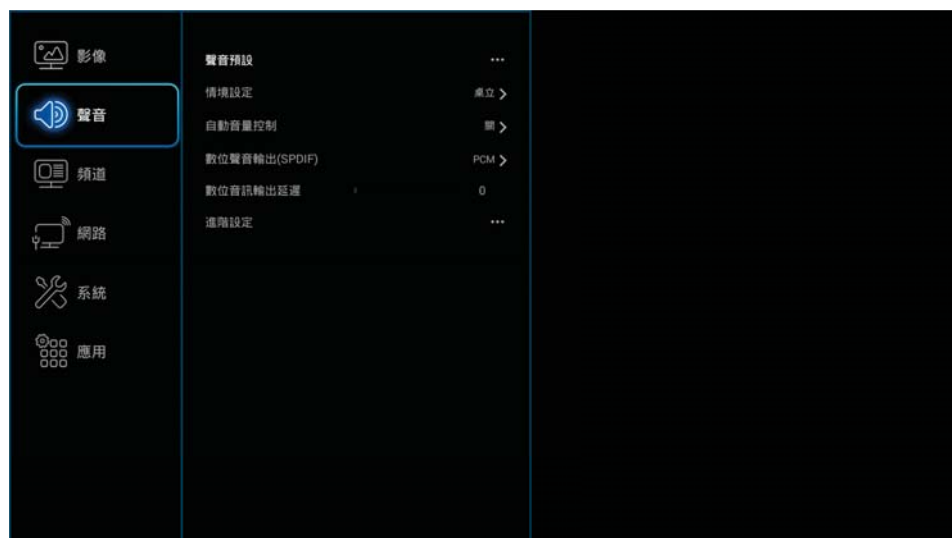 影像
聲音
頻道
網路
系統
應用
聲音預設 •••
情境設定 桌立 >
自動音量控制 關 >
數位聲音輸出(SPDIF) PCM >
數位音訊輸出延遲 0
進階設定 •••